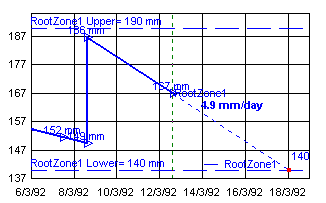 187
RootZone1 Upper= 190 mm
186 mm
177
167
167 mm
RootZone1
4.9 mm/day
157
152 mm
149 mm
147
140
RootZone1 Lower= 140 mm
RootZone1
137
6/3/92 8/3/92 10/3/92 12/3/92 14/3/92 16/3/92 18/3/92